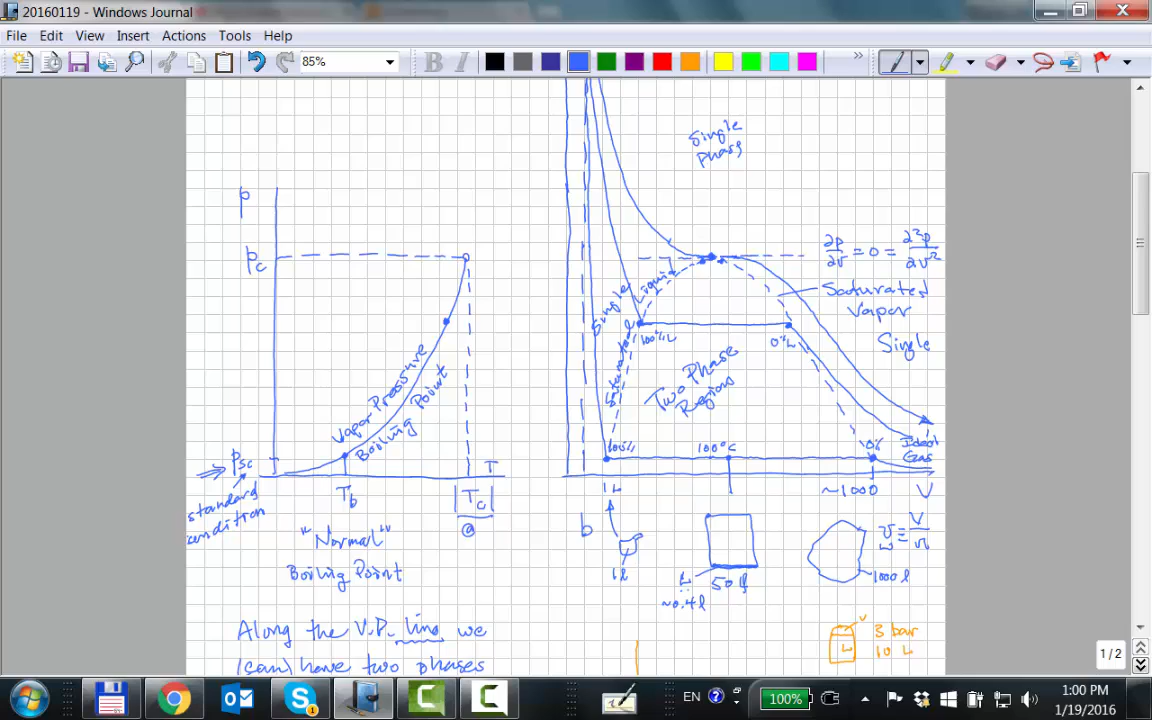 20160119 - Windows Journal
File Edit View Insert Actions Tools Help
85%
B I
Single
Phase
P
Pc
∂p/∂v = 0 = ∂²p/∂v²
Saturated
Vapor
Single
Single
Liquid
Saturated
100% L
0% L
Two Phase
Region
Vapor Pressure
Boiling Point
100%
100°C
0%
Ideal
Gas
Psc
T
standard
condition
Tb
Tc
@
1 L
~1000
V
b
"Normal"
Boiling Point
1l
L
~0.4l
50 l
1000 l
v ≡ V/n
Along the V.P. line we
(can) have two phases
V
L
3 bar
10 L
1 / 2
EN
100%
1:00 PM
1/19/2016